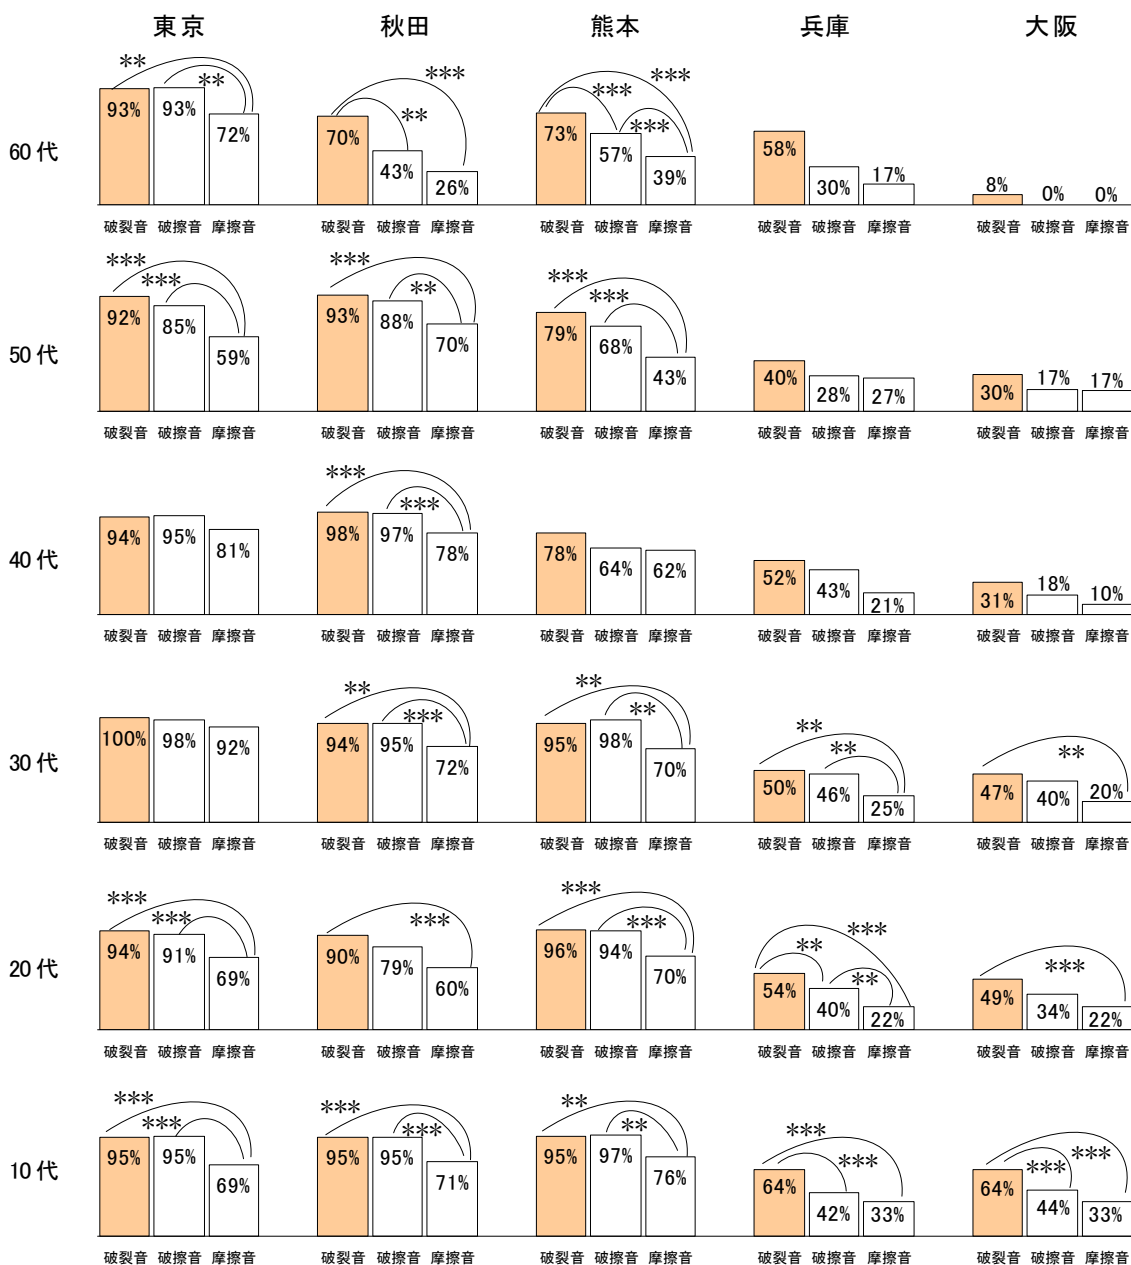 東京 秋田 熊本 兵庫 大阪
** ** *** ** *** *** ***
60代 93% 93% 72% 70% 43% 26% 73% 57% 39% 58% 30% 17% 8% 0% 0%
破裂音 破擦音 摩擦音 破裂音 破擦音 摩擦音 破裂音 破擦音 摩擦音 破裂音 破擦音 摩擦音 破裂音 破擦音 摩擦音
*** *** *** ** *** ***
50代 92% 85% 59% 93% 88% 70% 79% 68% 43% 40% 28% 27% 30% 17% 17%
破裂音 破擦音 摩擦音 破裂音 破擦音 摩擦音 破裂音 破擦音 摩擦音 破裂音 破擦音 摩擦音 破裂音 破擦音 摩擦音
*** ***
40代 94% 95% 81% 98% 97% 78% 78% 64% 62% 52% 43% 21% 31% 18% 10%
破裂音 破擦音 摩擦音 破裂音 破擦音 摩擦音 破裂音 破擦音 摩擦音 破裂音 破擦音 摩擦音 破裂音 破擦音 摩擦音
** *** ** ** ** ** **
30代 100% 98% 92% 94% 95% 72% 95% 98% 70% 50% 46% 25% 47% 40% 20%
破裂音 破擦音 摩擦音 破裂音 破擦音 摩擦音 破裂音 破擦音 摩擦音 破裂音 破擦音 摩擦音 破裂音 破擦音 摩擦音
*** *** *** *** *** ** ** *** ***
20代 94% 91% 69% 90% 79% 60% 96% 94% 70% 54% 40% 22% 49% 34% 22%
破裂音 破擦音 摩擦音 破裂音 破擦音 摩擦音 破裂音 破擦音 摩擦音 破裂音 破擦音 摩擦音 破裂音 破擦音 摩擦音
*** *** *** *** ** ** *** *** *** ***
10代 95% 95% 69% 95% 95% 71% 95% 97% 76% 64% 42% 33% 64% 44% 33%
破裂音 破擦音 摩擦音 破裂音 破擦音 摩擦音 破裂音 破擦音 摩擦音 破裂音 破擦音 摩擦音 破裂音 破擦音 摩擦音